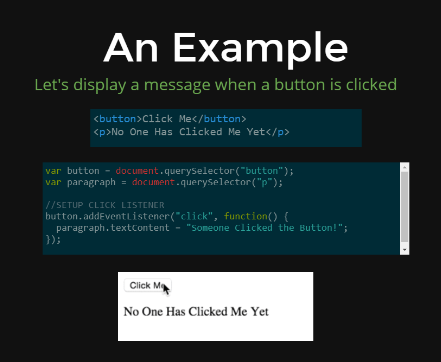 An Example
Let's display a message when a button is clicked
<button>Click Me</button>
<p>No One Has Clicked Me Yet</p>
var button = document.querySelector("button");
var paragraph = document.querySelector("p");
//SETUP CLICK LISTENER
button.addEventListener("click", function() {
paragraph.textContent = "Someone Clicked the Button!";
});
Click Me
No One Has Clicked Me Yet